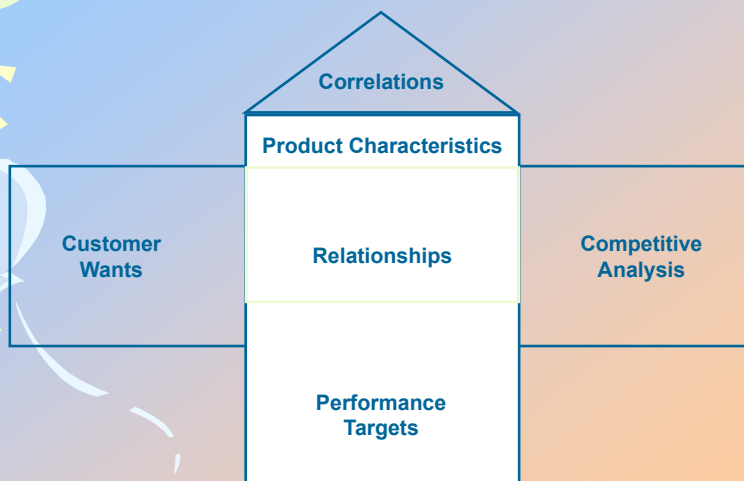 Correlations
Product Characteristics
Customer
Wants
Relationships
Competitive
Analysis
Performance
Targets